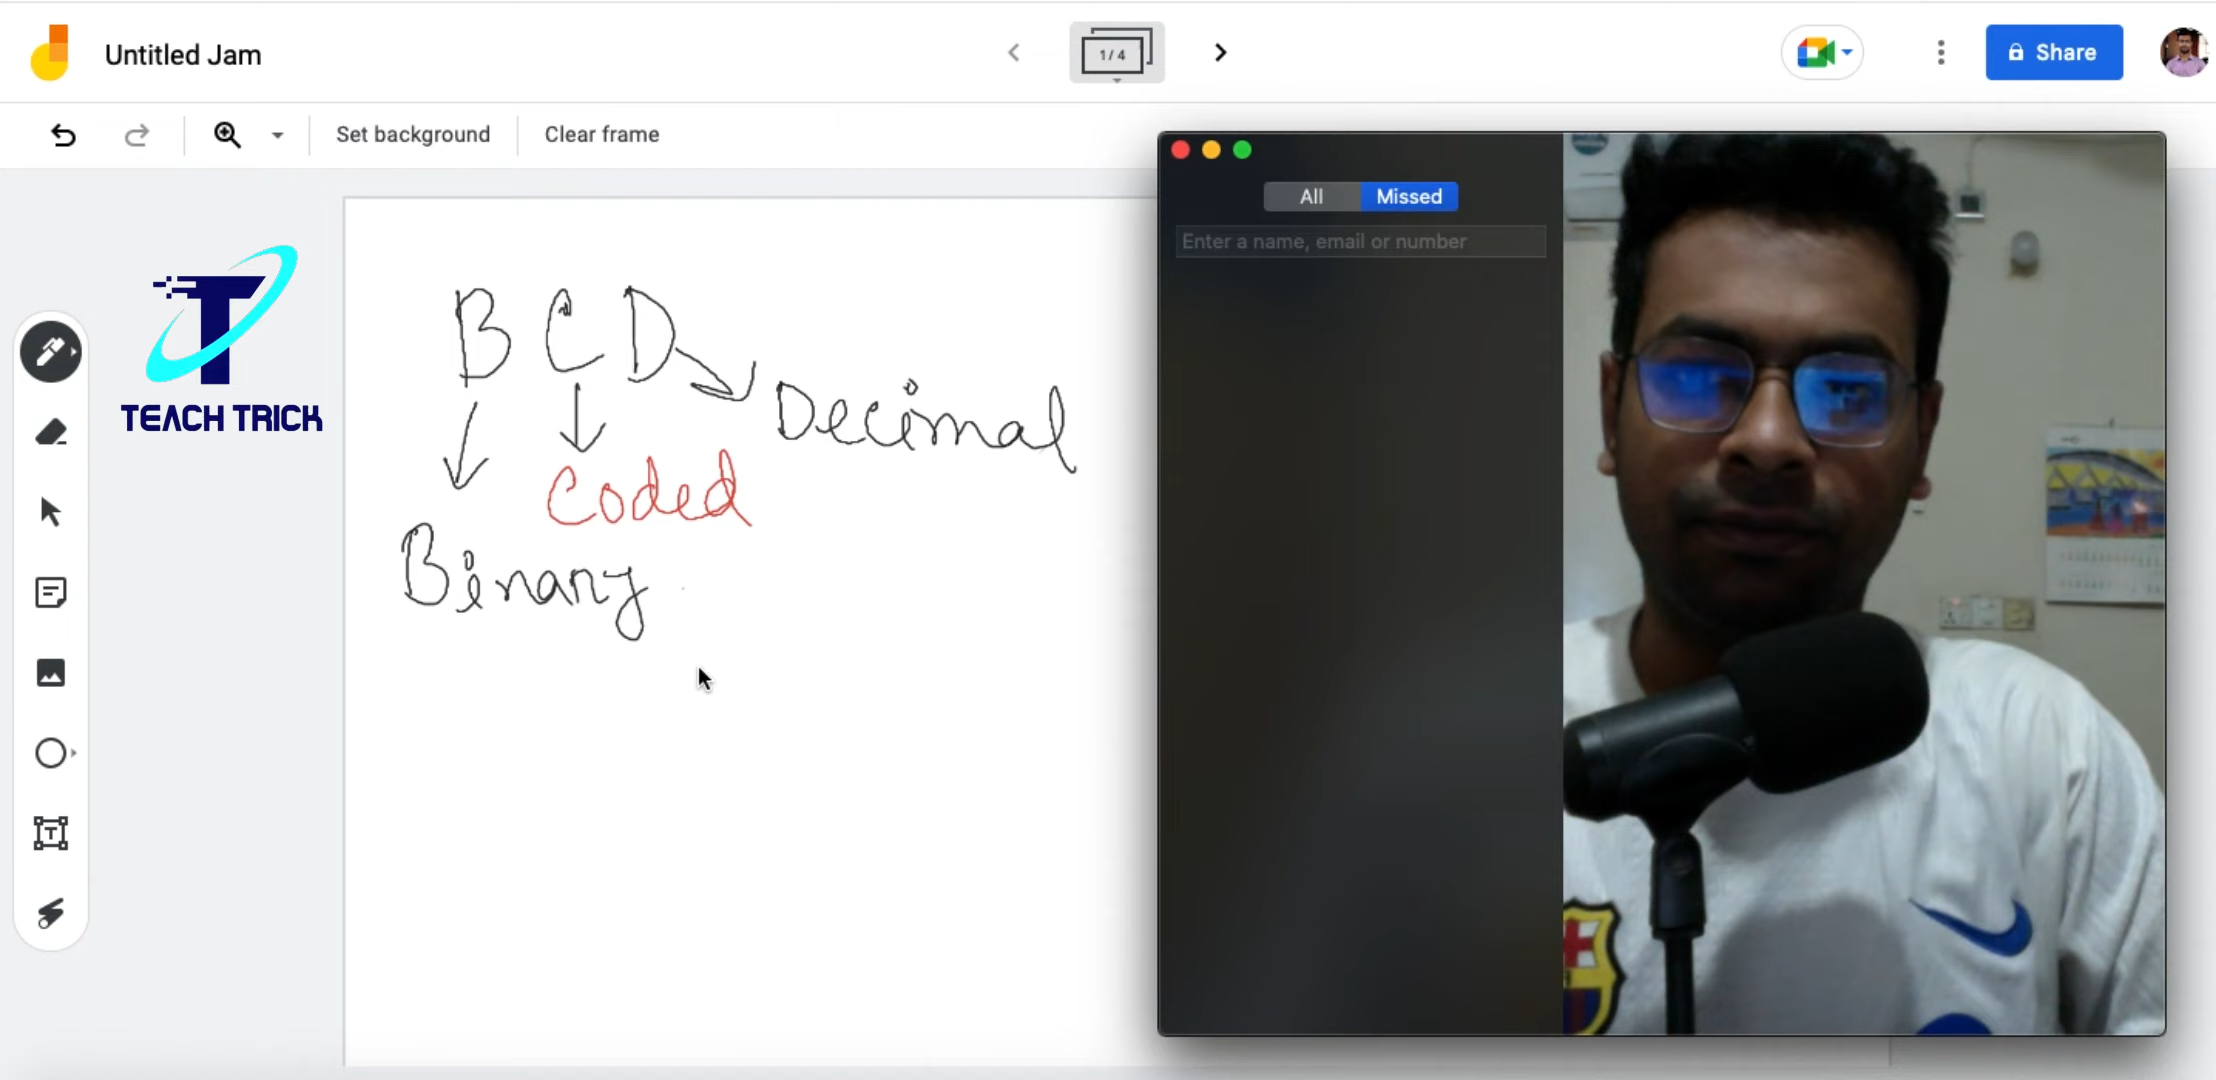 Untitled Jam
1/4
Share
Set background
Clear frame
TEACH TRICK
All
Missed
Enter a name, email or number
B C D
Decimal
Coded
Binary